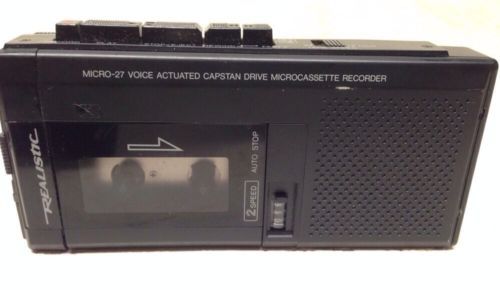 MICRO-27 VOICE ACTUATED CAPSTAN DRIVE MICROCASSETTE RECORDER
REALISTIC
2 SPEED
AUTO STOP